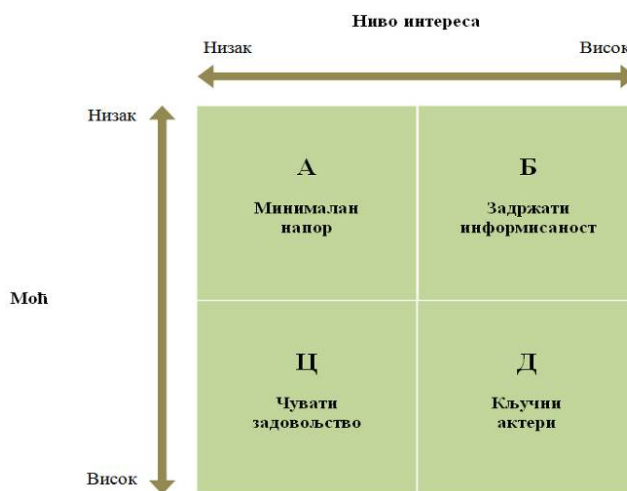 Ниво интереса
Низак
Висок
Низак
А
Минималан
напор
Б
Задржати
информисаност
Моћ
Ц
Чувати
задовољство
Д
Кључни
актери
Висок